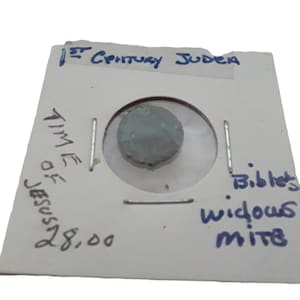 1ST CENTURY JUDEA
TIME
OF
JESUS
28.00
Bible's
widows
mite